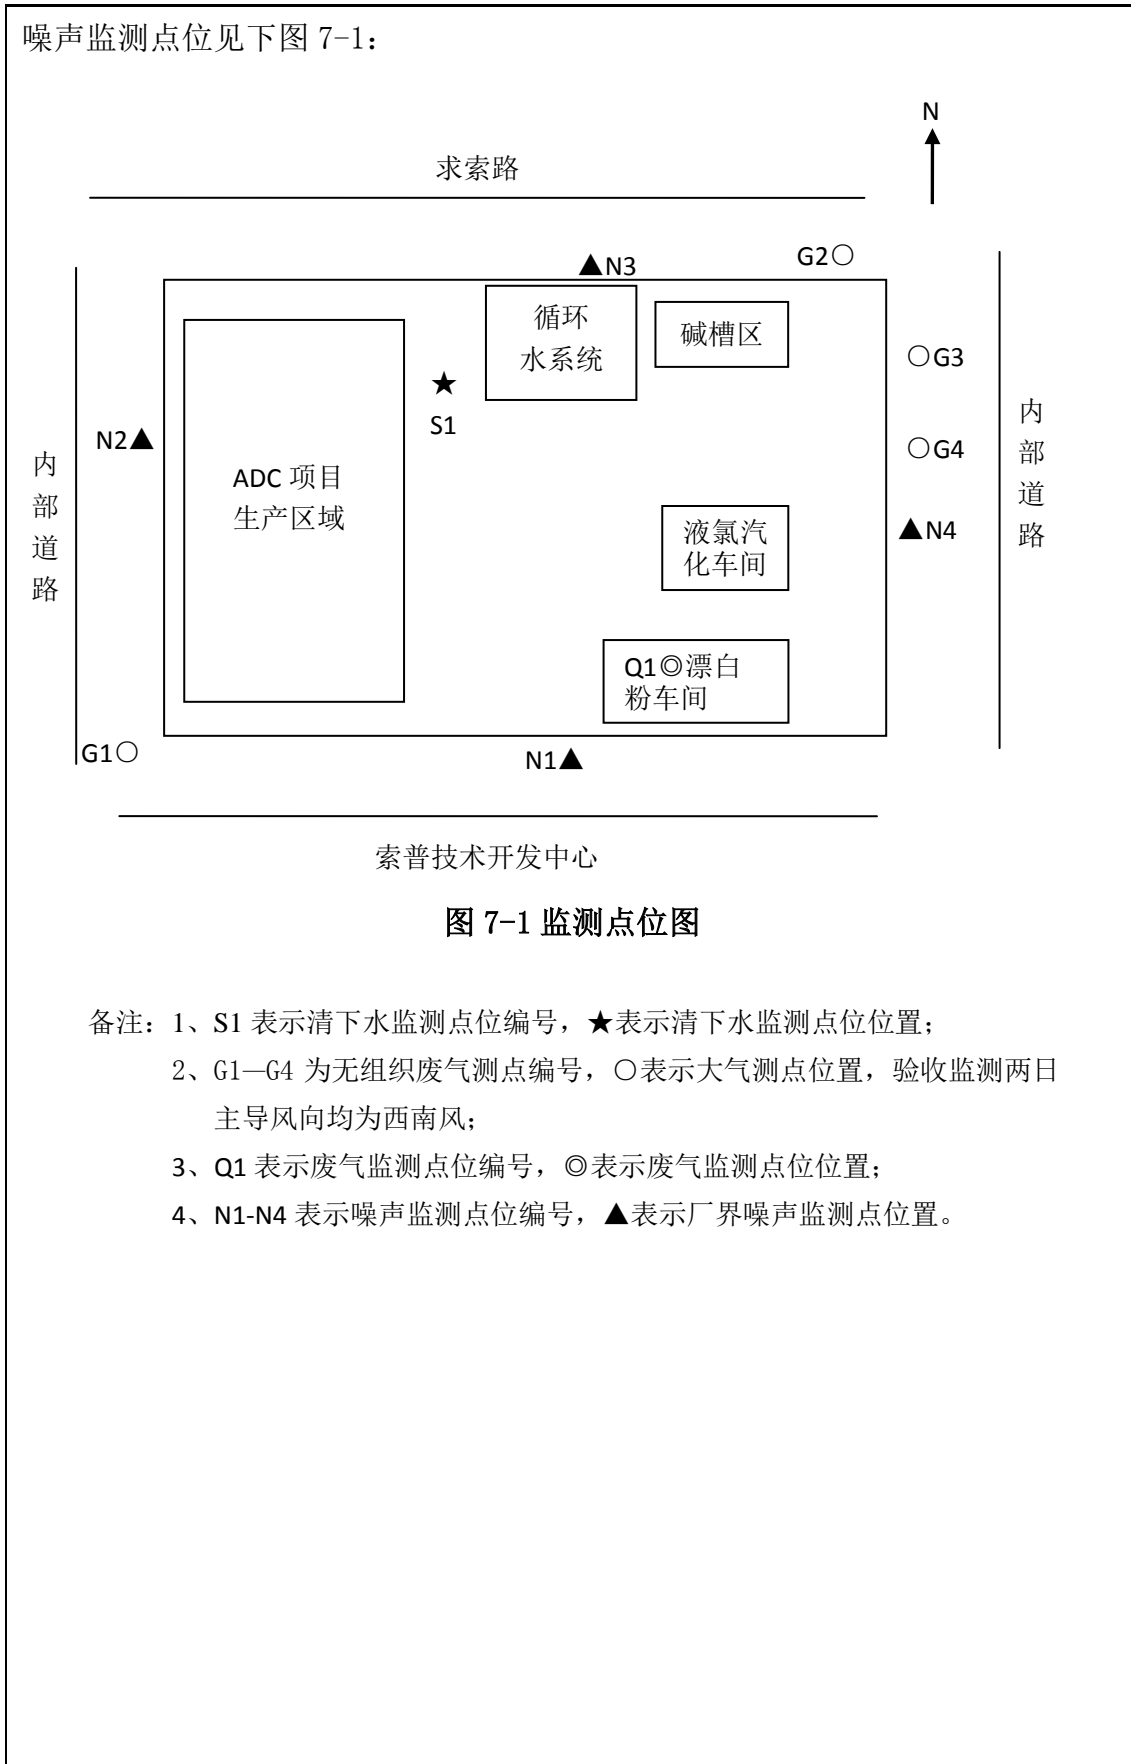 噪声监测点位见下图 7-1：
N
求索路
▲N3
G2○
循环
水系统
碱槽区
○G3
★
S1
N2▲
○G4
内
部
道
路
ADC 项目
生产区域
内
部
道
路
液氯汽
化车间
▲N4
Q1◎漂白
粉车间
G1○
N1▲
索普技术开发中心
图 7-1 监测点位图
备注：1、S1 表示清下水监测点位编号，★表示清下水监测点位位置；
2、G1—G4 为无组织废气测点编号，○表示大气测点位置，验收监测两日
主导风向均为西南风；
3、Q1 表示废气监测点位编号，◎表示废气监测点位位置；
4、N1-N4 表示噪声监测点位编号，▲表示厂界噪声监测点位置。